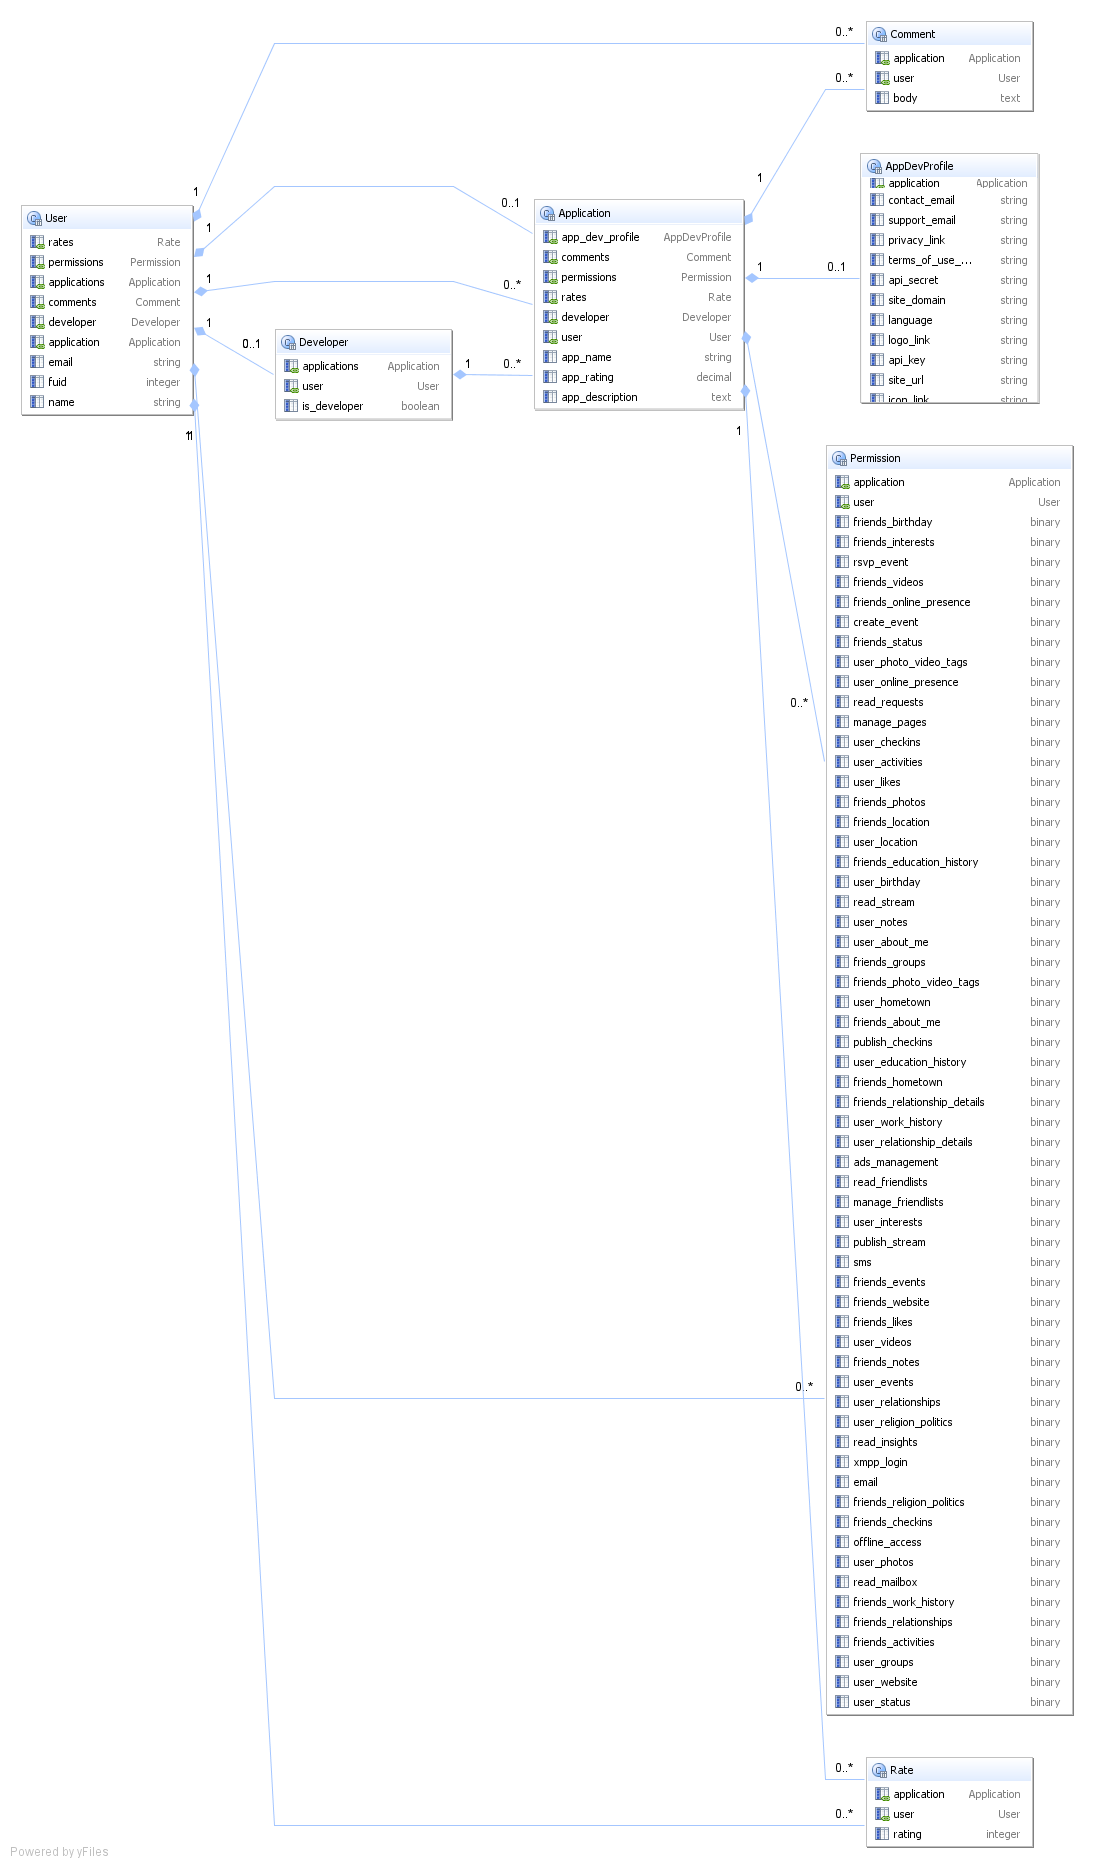 0..*
Comment
application Application
user User
body text
0..*
1
1
AppDevProfile
application Application
contact_email string
support_email string
privacy_link string
terms_of_use_... string
api_secret string
site_domain string
language string
logo_link string
api_key string
site_url string
icon_link string
User
rates Rate
permissions Permission
applications Application
comments Comment
developer Developer
application Application
email string
fuid integer
name string
1
0..1
1
0..*
1
0..1
11
Developer
applications Application
user User
is_developer boolean
1
0..*
Application
app_dev_profile AppDevProfile
comments Comment
permissions Permission
rates Rate
developer Developer
user User
app_name string
app_rating decimal
app_description text
1
0..1
1
0..*
Permission
application Application
user User
friends_birthday binary
friends_interests binary
rsvp_event binary
friends_videos binary
friends_online_presence binary
create_event binary
friends_status binary
user_photo_video_tags binary
user_online_presence binary
read_requests binary
manage_pages binary
user_checkins binary
user_activities binary
user_likes binary
friends_photos binary
friends_location binary
user_location binary
friends_education_history binary
user_birthday binary
read_stream binary
user_notes binary
user_about_me binary
friends_groups binary
friends_photo_video_tags binary
user_hometown binary
friends_about_me binary
publish_checkins binary
user_education_history binary
friends_hometown binary
friends_relationship_details binary
user_work_history binary
user_relationship_details binary
ads_management binary
read_friendlists binary
manage_friendlists binary
user_interests binary
publish_stream binary
sms binary
friends_events binary
friends_website binary
friends_likes binary
user_videos binary
friends_notes binary
user_events binary
user_relationships binary
user_religion_politics binary
read_insights binary
xmpp_login binary
email binary
friends_religion_politics binary
friends_checkins binary
offline_access binary
user_photos binary
read_mailbox binary
friends_work_history binary
friends_relationships binary
friends_activities binary
user_groups binary
user_website binary
user_status binary
0..*
0..*
Rate
application Application
user User
rating integer
0..*
Powered by yFiles